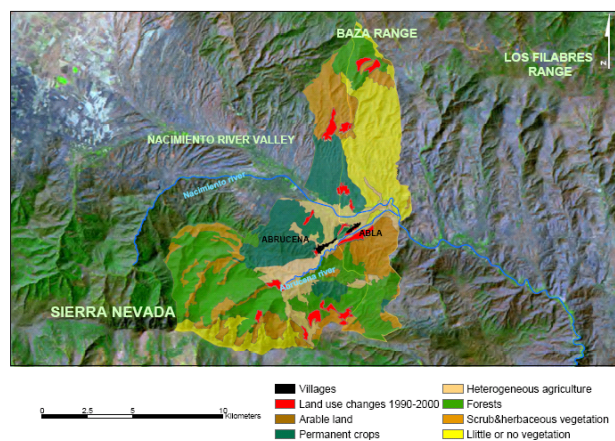 BAZA RANGE
LOS FILABRES
RANGE
N
NACIMIENTO RIVER VALLEY
Nacimiento river
ABRUCENA
ABLA
Abrucena river
SIERRA NEVADA
Villages
Land use changes 1990-2000
Arable land
Permanent crops
Heterogeneous agriculture
Forests
Scrub&herbaceous vegetation
Llittle or no vegetation
0 2.5 5 10
Kilometers